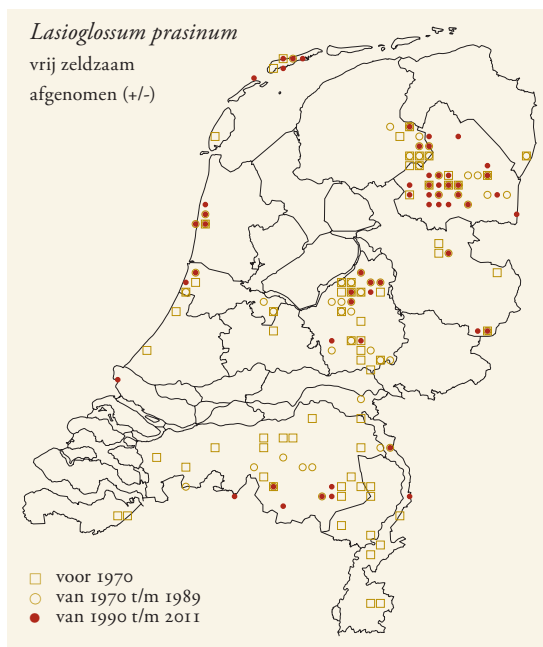 Lasioglossum prasinum
vrij zeldzaam
afgenomen (+/-)
voor 1970
van 1970 t/m 1989
van 1990 t/m 2011